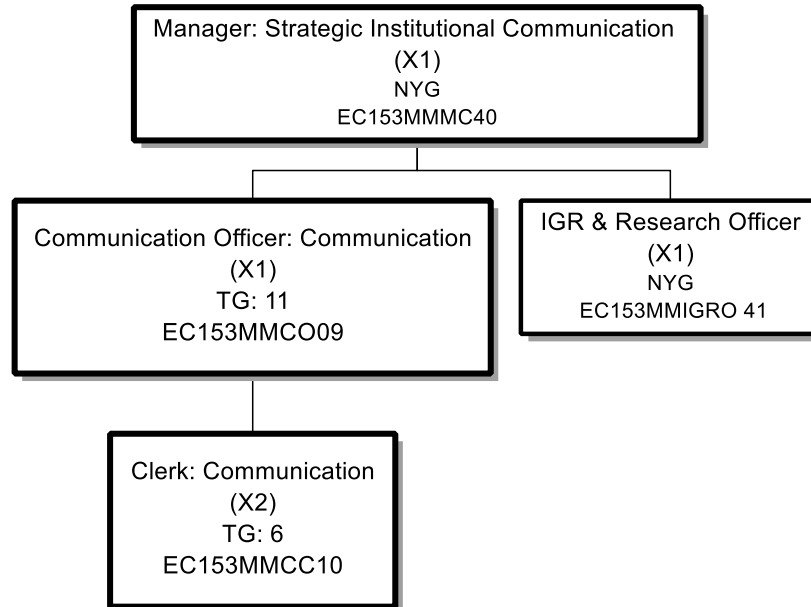 Manager: Strategic Institutional Communication
(X1)
NYG
EC153MMMC40
Communication Officer: Communication
(X1)
TG: 11
EC153MMCO09
IGR & Research Officer
(X1)
NYG
EC153MMIGRO 41
Clerk: Communication
(X2)
TG: 6
EC153MMCC10